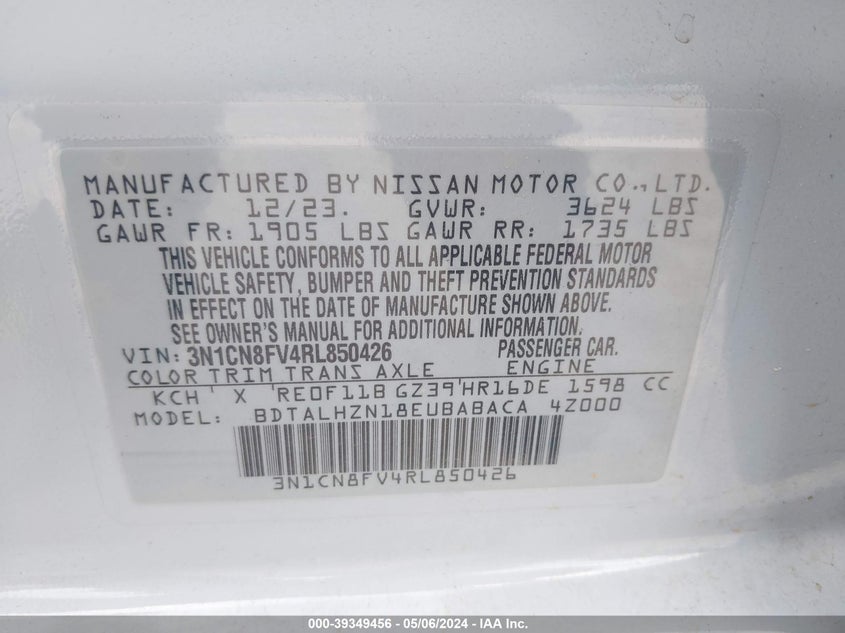 MANUFACTURED BY NISSAN MOTOR CO., LTD.
DATE: 12/23. GVWR: 3624 LBS
GAWR FR: 1905 LBS GAWR RR: 1735 LBS
THIS VEHICLE CONFORMS TO ALL APPLICABLE FEDERAL MOTOR
VEHICLE SAFETY, BUMPER AND THEFT PREVENTION STANDARDS
IN EFFECT ON THE DATE OF MANUFACTURE SHOWN ABOVE.
SEE OWNER'S MANUAL FOR ADDITIONAL INFORMATION
VIN: 3N1CN8FV4RL850426 PASSENGER CAR.
COLOR TRIM TRANS AXLE ENGINE
KCH X RE0F11B GZ39 HR16DE 1598 CC
MODEL: BDTALHZN18EUBABACA 4Z000
3N1CN8FV4RL850426
000-39349456 - 05/06/2024 - IAA Inc.